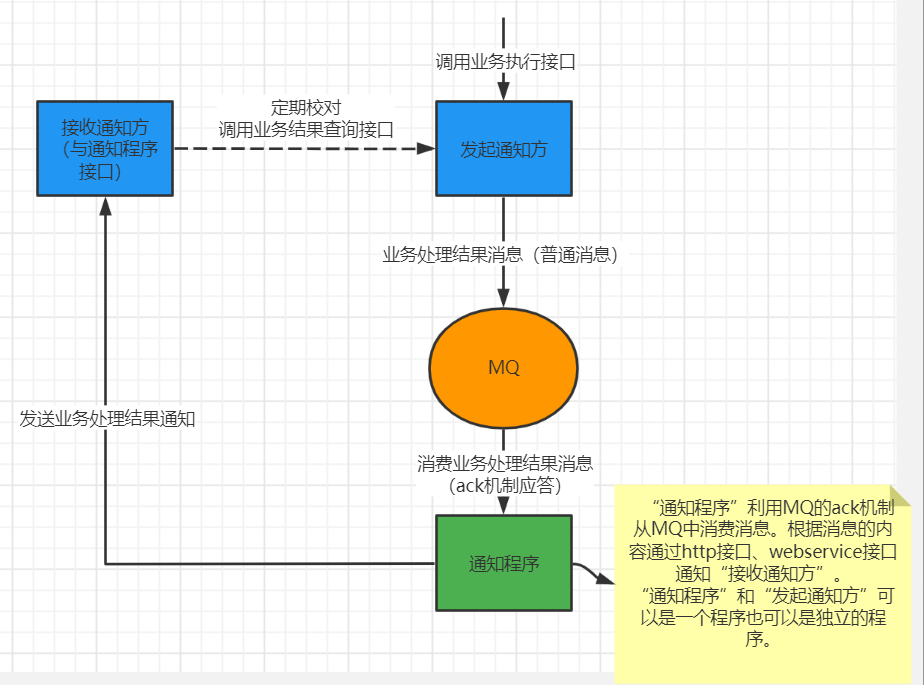 调用业务执行接口
定期校对
调用业务结果查询接口
接收通知方
（与通知程序
接口）
发起通知方
业务处理结果消息（普通消息）
MQ
发送业务处理结果通知
消费业务处理结果消息
（ack机制应答）
通知程序
“通知程序”利用MQ的ack机制
从MQ中消费消息。根据消息的内
容通过http接口、webservice接口
通知“接收通知方”。
“通知程序”和“发起通知方”可
以是一个程序也可以是独立的程
序。